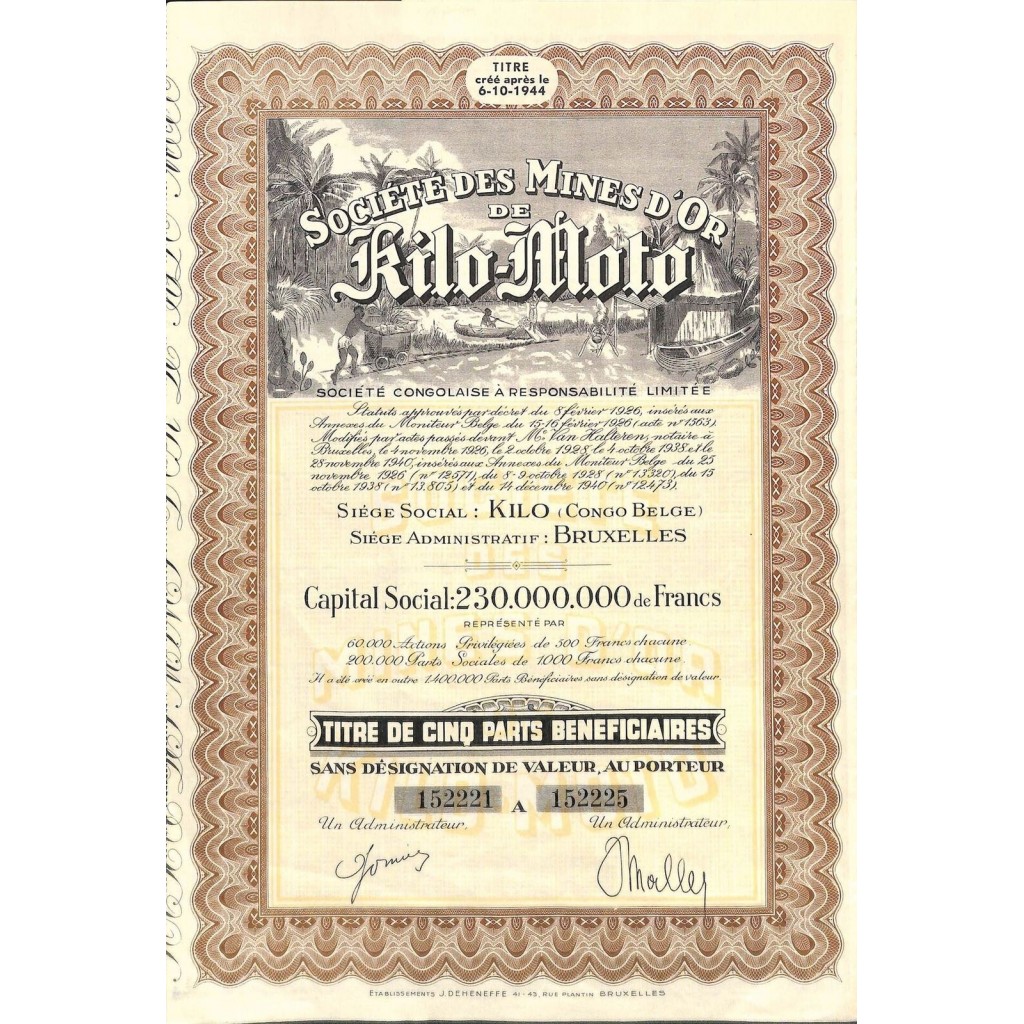 TITRE
créé après le
6-10-1944
SOCIÉTÉ DES MINES D'OR
DE
Kilo-Moto
SOCIÉTÉ CONGOLAISE À RESPONSABILITÉ LIMITÉE
Statuts approuvés par décret du 8 février 1926, insérés aux
Annexes du Moniteur Belge du 15-16 février 1926 (acte n° 1563).
Modifiés par actes passés devant Me Van Halteren, notaire à
Bruxelles, le 4 novembre 1926, le 2 octobre 1928, le 4 octobre 1938 et le
28 novembre 1940, insérés aux Annexes du Moniteur Belge du 25
novembre 1926 (n° 12571), du 8-9 octobre 1928 (n° 13320), du 15
octobre 1938 (n° 13.805) et du 14 décembre 1940 (n° 12473).
SIÉGE SOCIAL : KILO (CONGO BELGE)
SIÉGE ADMINISTRATIF : BRUXELLES
Capital Social: 230.000.000 de Francs
REPRÉSENTÉ PAR
60.000 Actions Privilégiées de 500 Francs chacune
200.000 Parts Sociales de 1000 Francs chacune
Il a été créé en outre 1.400.000 Parts Bénéficiaires sans désignation de valeur
TITRE DE CINQ PARTS BENEFICIAIRES
SANS DÉSIGNATION DE VALEUR, AU PORTEUR
152221 A 152225
Un Administrateur, Un Administrateur,
ETABLISSEMENTS J. DEHENEFFE 41-43, RUE PLANTIN BRUXELLES